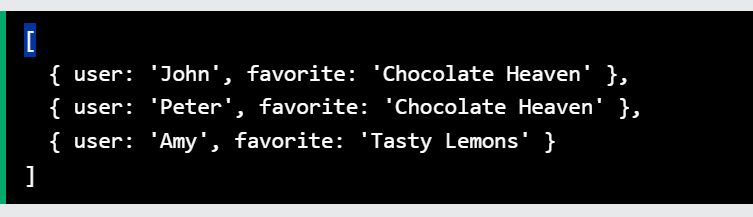 [
  { user: 'John', favorite: 'Chocolate Heaven' },
  { user: 'Peter', favorite: 'Chocolate Heaven' },
  { user: 'Amy', favorite: 'Tasty Lemons' }
]